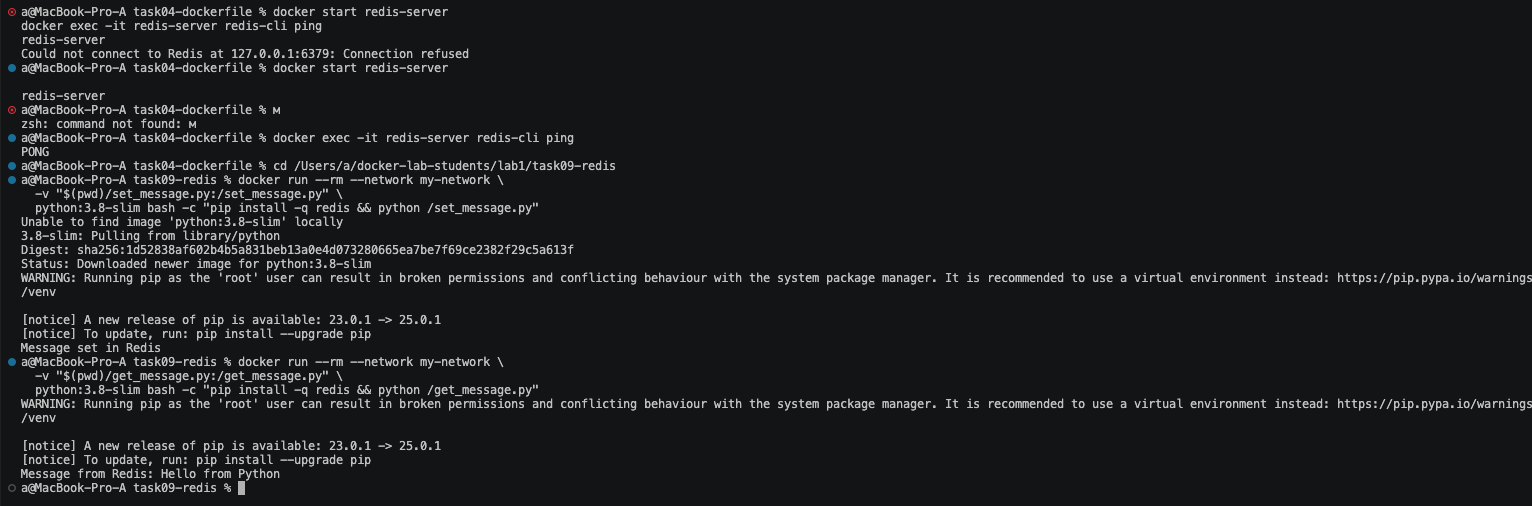 a@MacBook-Pro-A task04-dockerfile % docker start redis-server
docker exec -it redis-server redis-cli ping
redis-server
Could not connect to Redis at 127.0.0.1:6379: Connection refused
a@MacBook-Pro-A task04-dockerfile % docker start redis-server
redis-server
a@MacBook-Pro-A task04-dockerfile % м
zsh: command not found: м
a@MacBook-Pro-A task04-dockerfile % docker exec -it redis-server redis-cli ping
PONG
a@MacBook-Pro-A task04-dockerfile % cd /Users/a/docker-lab-students/lab1/task09-redis
a@MacBook-Pro-A task09-redis % docker run --rm --network my-network \
  -v "$(pwd)/set_message.py:/set_message.py" \
  python:3.8-slim bash -c "pip install -q redis && python /set_message.py"
Unable to find image 'python:3.8-slim' locally
3.8-slim: Pulling from library/python
Digest: sha256:1d52838af602b4b5a831beb13a0e4d073280665ea7be7f69ce2382f29c5a613f
Status: Downloaded newer image for python:3.8-slim
WARNING: Running pip as the 'root' user can result in broken permissions and conflicting behaviour with the system package manager. It is recommended to use a virtual environment instead: https://pip.pypa.io/warnings
/venv
[notice] A new release of pip is available: 23.0.1 -> 25.0.1
[notice] To update, run: pip install --upgrade pip
Message set in Redis
a@MacBook-Pro-A task09-redis % docker run --rm --network my-network \
  -v "$(pwd)/get_message.py:/get_message.py" \
  python:3.8-slim bash -c "pip install -q redis && python /get_message.py"
WARNING: Running pip as the 'root' user can result in broken permissions and conflicting behaviour with the system package manager. It is recommended to use a virtual environment instead: https://pip.pypa.io/warnings
/venv
[notice] A new release of pip is available: 23.0.1 -> 25.0.1
[notice] To update, run: pip install --upgrade pip
Message from Redis: Hello from Python
a@MacBook-Pro-A task09-redis %